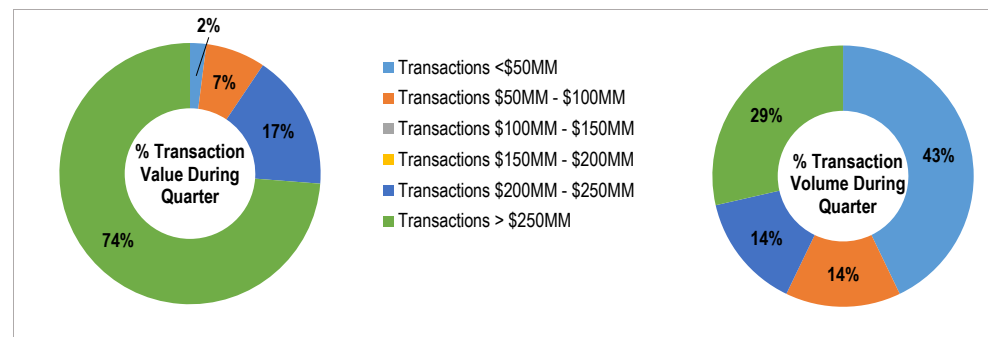 2%
7%
17%
74%
% Transaction
Value During
Quarter
Transactions <$50MM
Transactions $50MM - $100MM
Transactions $100MM - $150MM
Transactions $150MM - $200MM
Transactions $200MM - $250MM
Transactions > $250MM
29%
43%
14%
14%
% Transaction
Volume During
Quarter